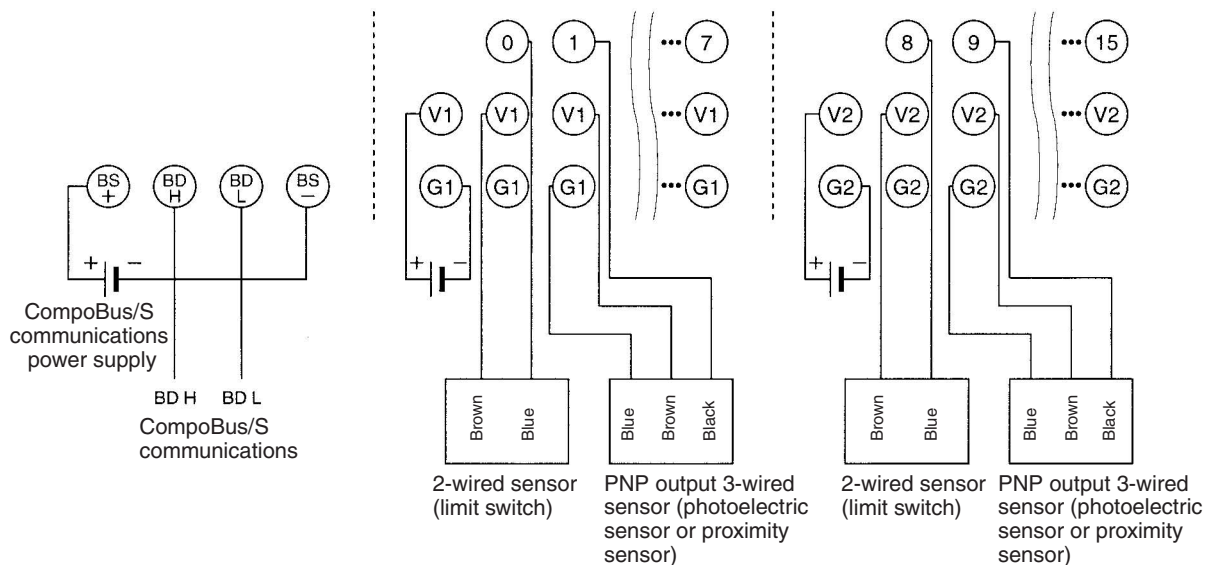 0 1 ••• 7
8 9 ••• 15
V1 V1 V1 ••• V1
V2 V2 V2 ••• V2
BS + BD H BD L BS −
G1 G1 G1 ••• G1
G2 G2 G2 ••• G2
+ −
+ −
+ −
CompoBus/S
communications
power supply
BD H BD L
CompoBus/S
communications
Brown Blue
Blue Brown Black
Brown Blue
Blue Brown Black
2-wired sensor
(limit switch)
PNP output 3-wired
sensor (photoelectric
sensor or proximity
sensor)
2-wired sensor
(limit switch)
PNP output 3-wired
sensor (photoelectric
sensor or proximity
sensor)